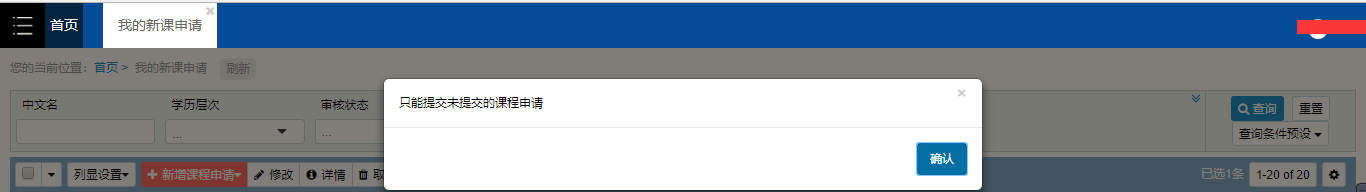 首页 我的新课申请 ×
您的当前位置: 首页 > 我的新课申请 刷新
只能提交未提交的课程申请 ×
中文名 学历层次 审核状态
查询 重置
... ...
查询条件预设
确认
列显设置 新增课程申请 修改 详情 取 已选1条 1-20 of 20